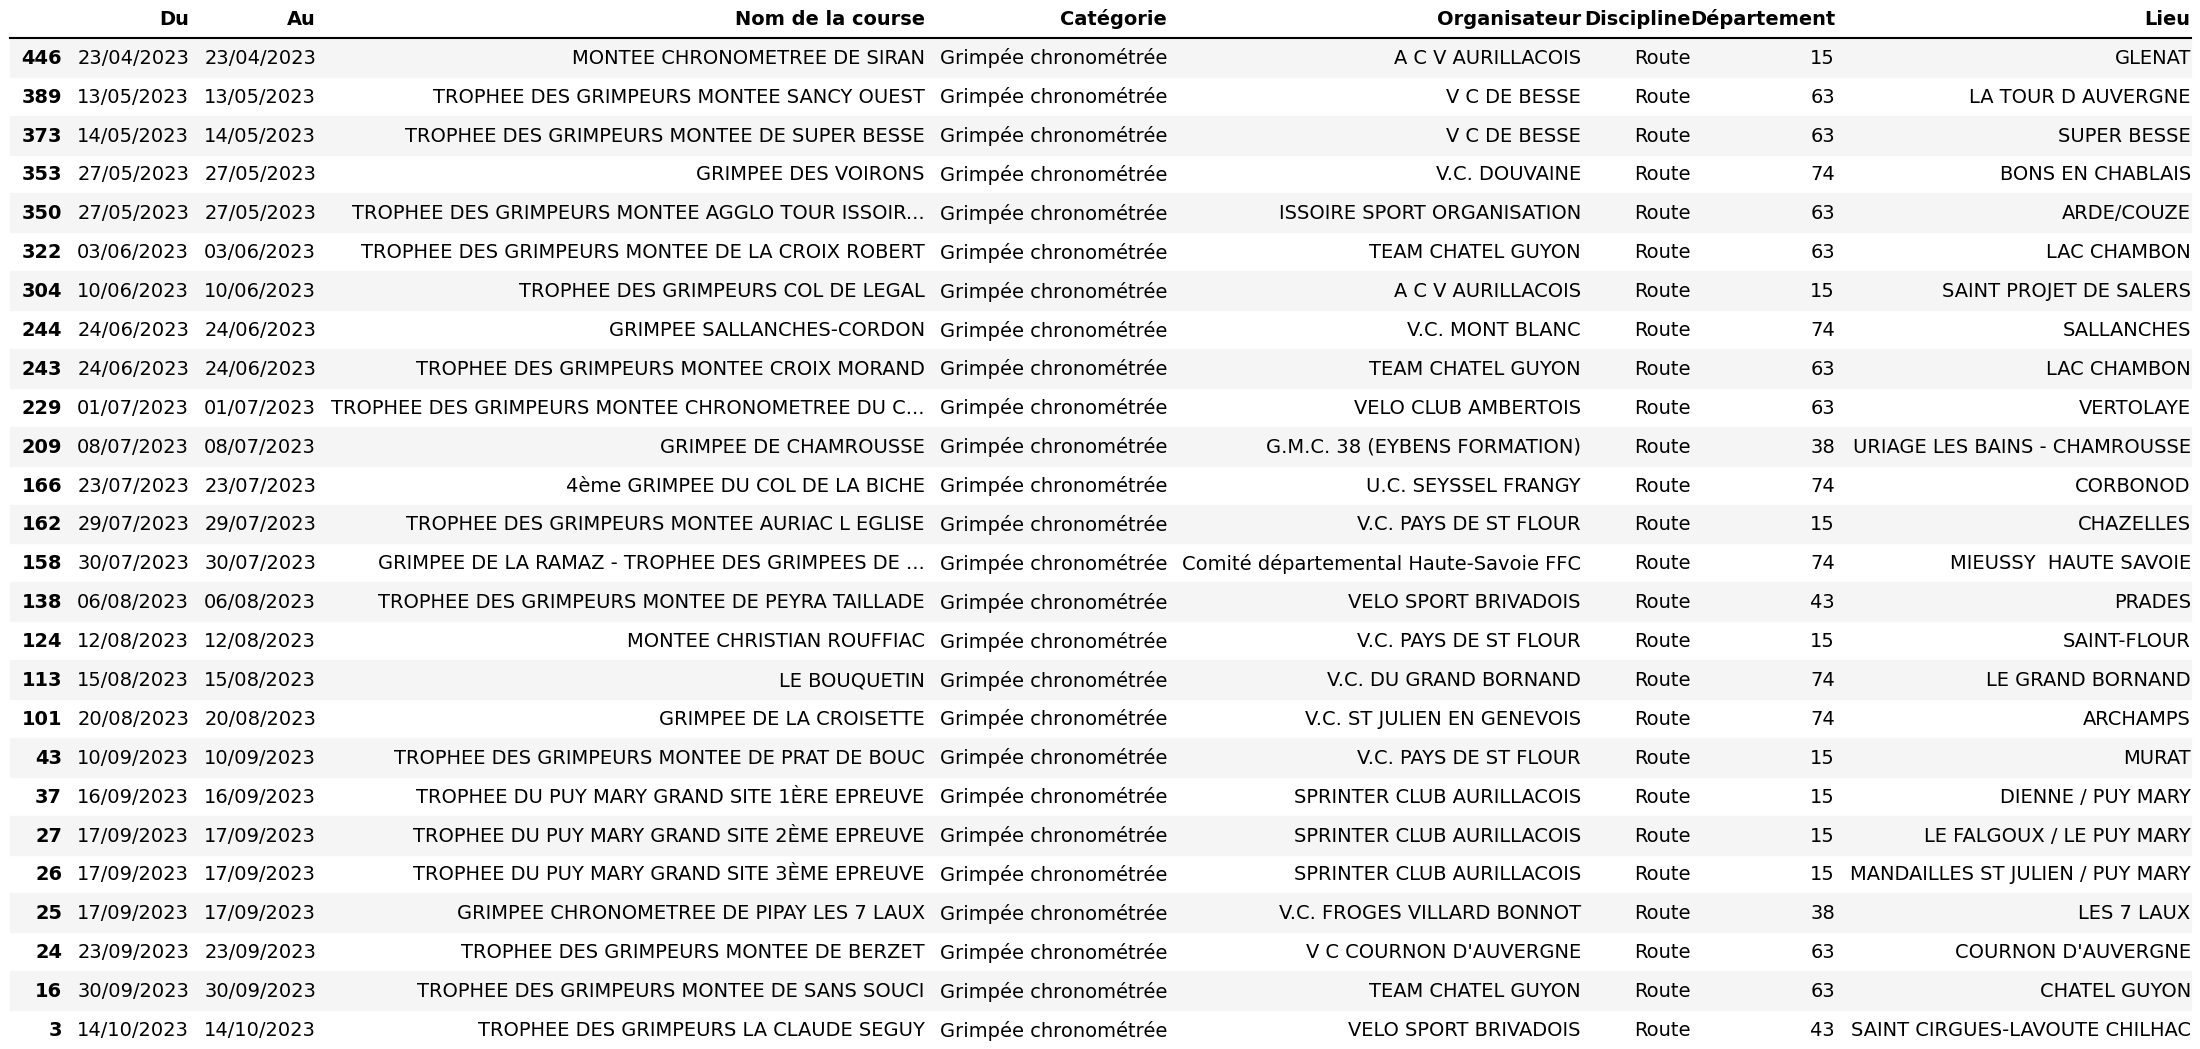 Du Au Nom de la course Catégorie Organisateur Discipline Département Lieu
446 23/04/2023 23/04/2023 MONTEE CHRONOMETREE DE SIRAN Grimpée chronométrée A C V AURILLACOIS Route 15 GLENAT
389 13/05/2023 13/05/2023 TROPHEE DES GRIMPEURS MONTEE SANCY OUEST Grimpée chronométrée V C DE BESSE Route 63 LA TOUR D AUVERGNE
373 14/05/2023 14/05/2023 TROPHEE DES GRIMPEURS MONTEE DE SUPER BESSE Grimpée chronométrée V C DE BESSE Route 63 SUPER BESSE
353 27/05/2023 27/05/2023 GRIMPEE DES VOIRONS Grimpée chronométrée V.C. DOUVAINE Route 74 BONS EN CHABLAIS
350 27/05/2023 27/05/2023 TROPHEE DES GRIMPEURS MONTEE AGGLO TOUR ISSOIR... Grimpée chronométrée ISSOIRE SPORT ORGANISATION Route 63 ARDE/COUZE
322 03/06/2023 03/06/2023 TROPHEE DES GRIMPEURS MONTEE DE LA CROIX ROBERT Grimpée chronométrée TEAM CHATEL GUYON Route 63 LAC CHAMBON
304 10/06/2023 10/06/2023 TROPHEE DES GRIMPEURS COL DE LEGAL Grimpée chronométrée A C V AURILLACOIS Route 15 SAINT PROJET DE SALERS
244 24/06/2023 24/06/2023 GRIMPEE SALLANCHES-CORDON Grimpée chronométrée V.C. MONT BLANC Route 74 SALLANCHES
243 24/06/2023 24/06/2023 TROPHEE DES GRIMPEURS MONTEE CROIX MORAND Grimpée chronométrée TEAM CHATEL GUYON Route 63 LAC CHAMBON
229 01/07/2023 01/07/2023 TROPHEE DES GRIMPEURS MONTEE CHRONOMETREE DU C... Grimpée chronométrée VELO CLUB AMBERTOIS Route 63 VERTOLAYE
209 08/07/2023 08/07/2023 GRIMPEE DE CHAMROUSSE Grimpée chronométrée G.M.C. 38 (EYBENS FORMATION) Route 38 URIAGE LES BAINS - CHAMROUSSE
166 23/07/2023 23/07/2023 4ème GRIMPEE DU COL DE LA BICHE Grimpée chronométrée U.C. SEYSSEL FRANGY Route 74 CORBONOD
162 29/07/2023 29/07/2023 TROPHEE DES GRIMPEURS MONTEE AURIAC L EGLISE Grimpée chronométrée V.C. PAYS DE ST FLOUR Route 15 CHAZELLES
158 30/07/2023 30/07/2023 GRIMPEE DE LA RAMAZ - TROPHEE DES GRIMPEES DE ... Grimpée chronométrée Comité départemental Haute-Savoie FFC Route 74 MIEUSSY  HAUTE SAVOIE
138 06/08/2023 06/08/2023 TROPHEE DES GRIMPEURS MONTEE DE PEYRA TAILLADE Grimpée chronométrée VELO SPORT BRIVADOIS Route 43 PRADES
124 12/08/2023 12/08/2023 MONTEE CHRISTIAN ROUFFIAC Grimpée chronométrée V.C. PAYS DE ST FLOUR Route 15 SAINT-FLOUR
113 15/08/2023 15/08/2023 LE BOUQUETIN Grimpée chronométrée V.C. DU GRAND BORNAND Route 74 LE GRAND BORNAND
101 20/08/2023 20/08/2023 GRIMPEE DE LA CROISETTE Grimpée chronométrée V.C. ST JULIEN EN GENEVOIS Route 74 ARCHAMPS
43 10/09/2023 10/09/2023 TROPHEE DES GRIMPEURS MONTEE DE PRAT DE BOUC Grimpée chronométrée V.C. PAYS DE ST FLOUR Route 15 MURAT
37 16/09/2023 16/09/2023 TROPHEE DU PUY MARY GRAND SITE 1ÈRE EPREUVE Grimpée chronométrée SPRINTER CLUB AURILLACOIS Route 15 DIENNE / PUY MARY
27 17/09/2023 17/09/2023 TROPHEE DU PUY MARY GRAND SITE 2ÈME EPREUVE Grimpée chronométrée SPRINTER CLUB AURILLACOIS Route 15 LE FALGOUX / LE PUY MARY
26 17/09/2023 17/09/2023 TROPHEE DU PUY MARY GRAND SITE 3ÈME EPREUVE Grimpée chronométrée SPRINTER CLUB AURILLACOIS Route 15 MANDAILLES ST JULIEN / PUY MARY
25 17/09/2023 17/09/2023 GRIMPEE CHRONOMETREE DE PIPAY LES 7 LAUX Grimpée chronométrée V.C. FROGES VILLARD BONNOT Route 38 LES 7 LAUX
24 23/09/2023 23/09/2023 TROPHEE DES GRIMPEURS MONTEE DE BERZET Grimpée chronométrée V C COURNON D'AUVERGNE Route 63 COURNON D'AUVERGNE
16 30/09/2023 30/09/2023 TROPHEE DES GRIMPEURS MONTEE DE SANS SOUCI Grimpée chronométrée TEAM CHATEL GUYON Route 63 CHATEL GUYON
3 14/10/2023 14/10/2023 TROPHEE DES GRIMPEURS LA CLAUDE SEGUY Grimpée chronométrée VELO SPORT BRIVADOIS Route 43 SAINT CIRGUES-LAVOUTE CHILHAC